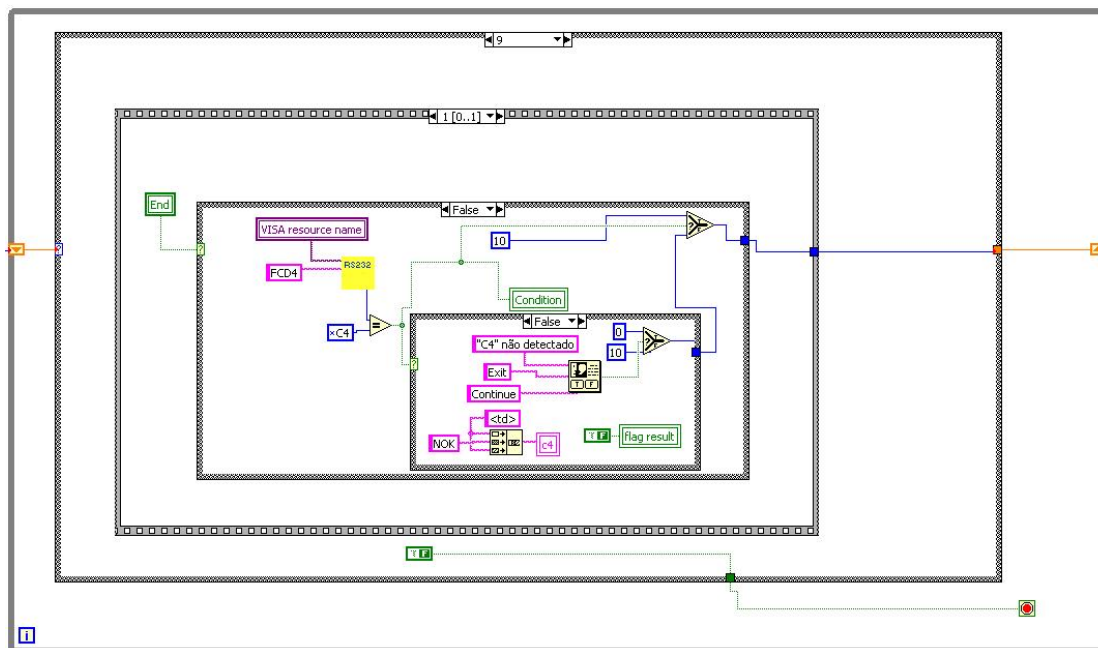 9
1 [0..1]
End
False
VISA resource name
10
RS232
FCD4
Condition
xC4
=
False
0
"C4" não detectado
10
Exit
T F
Continue
<td>
NOK
c4
T F
flag result
T F
i